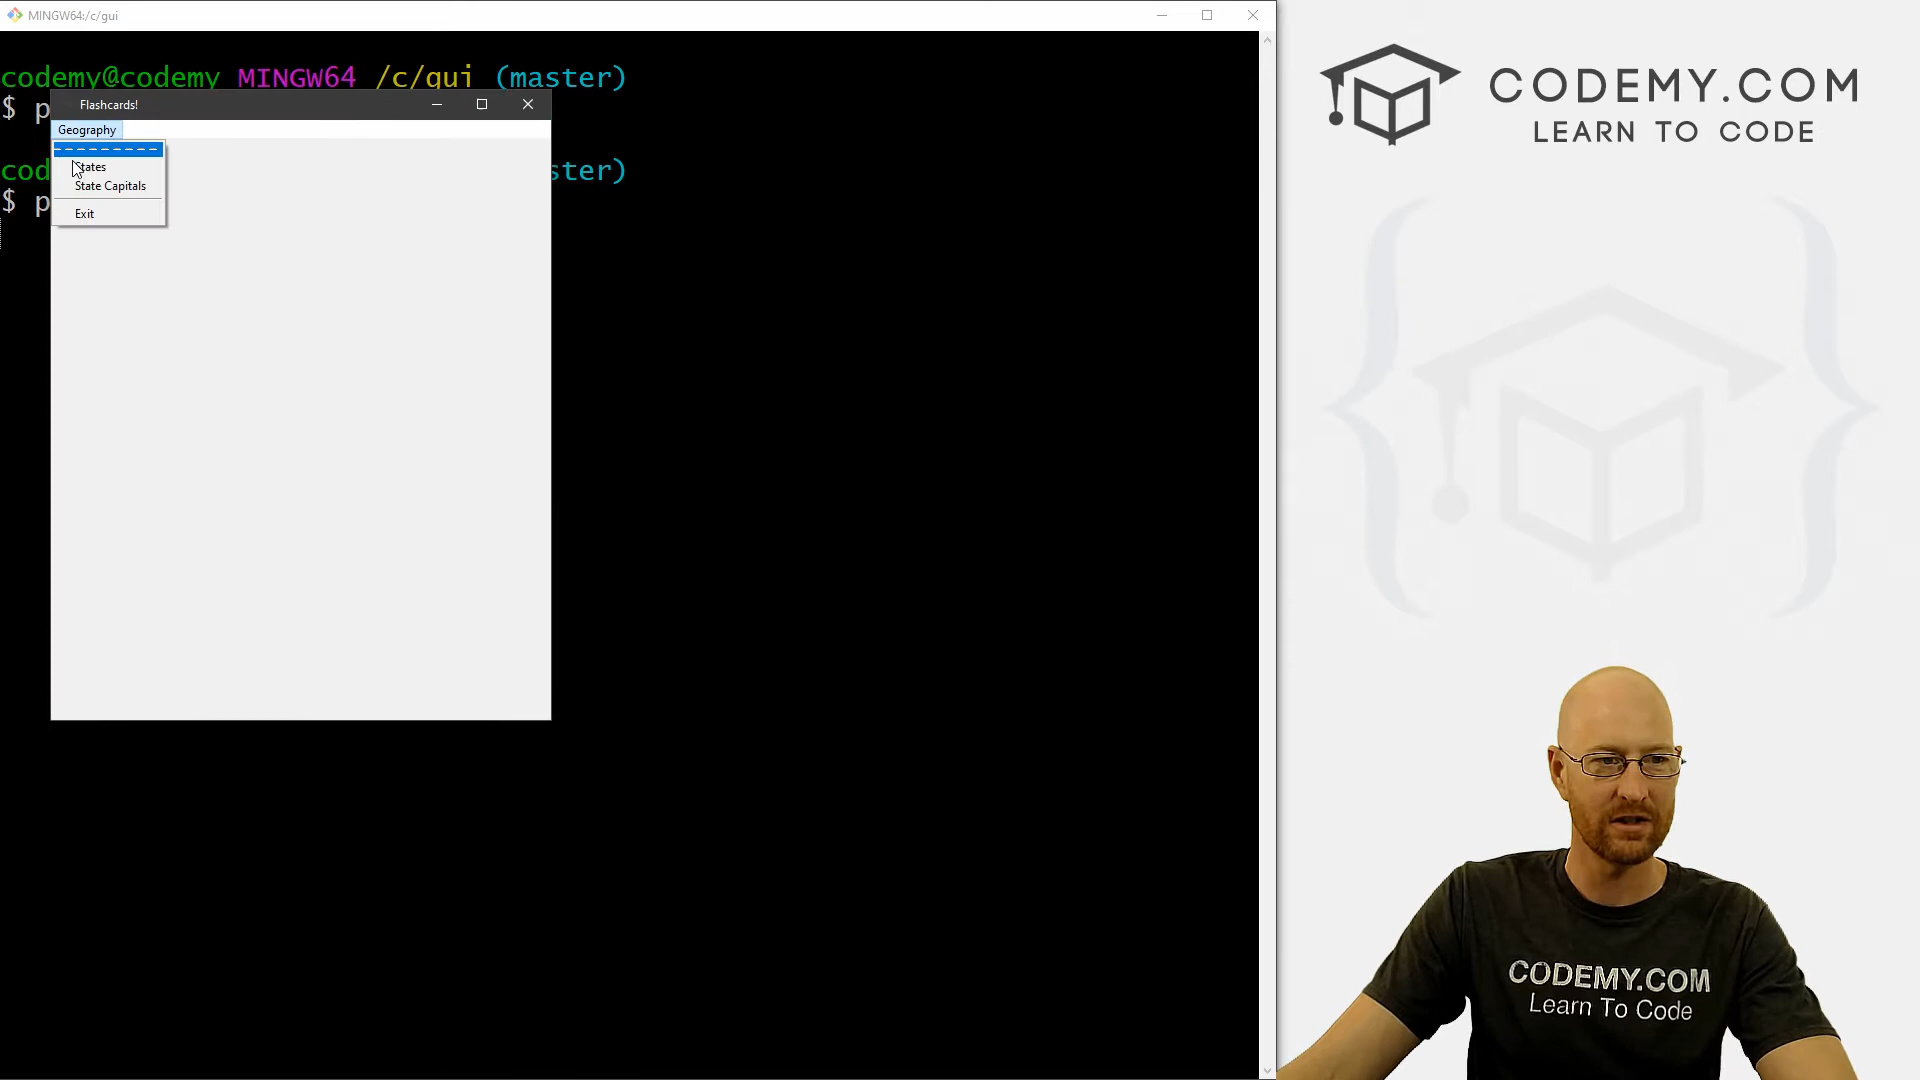 MINGW64:/c/gui
codemy@codemy MINGW64 /c/gui (master)
$ p
Flashcards!
Geography
States
State Capitals
Exit
cod
ster)
$ p
CODEMY.COM
LEARN TO CODE
CODEMY.COM
Learn To Code